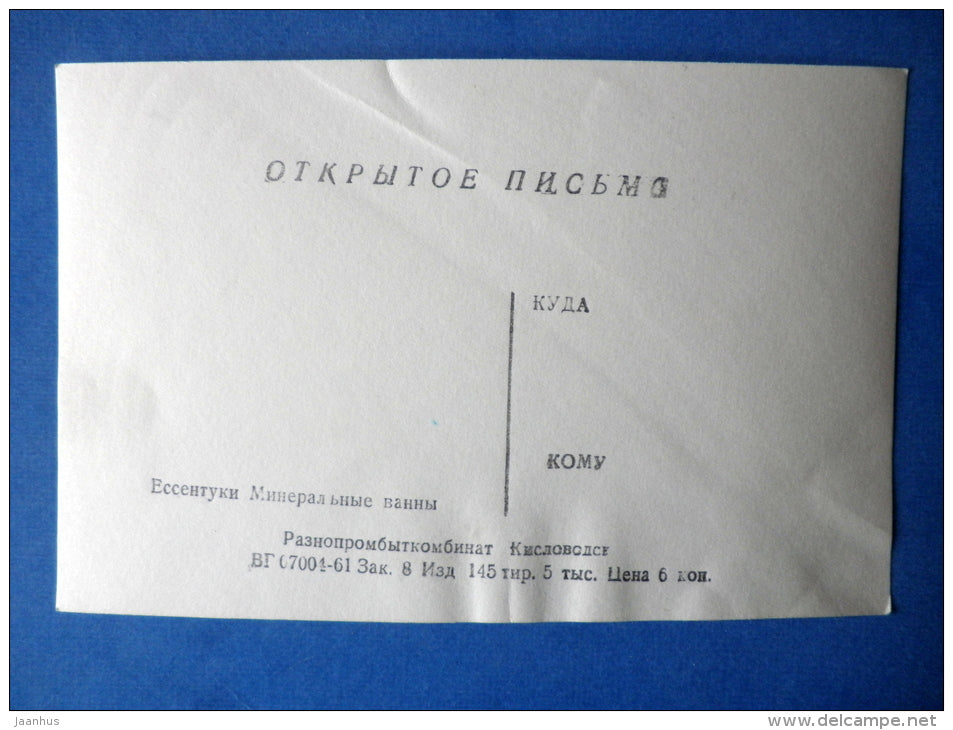 ОТКРЫТОЕ ПИСЬМО
КУДА
КОМУ
Ессентуки Минеральные ванны
Разнопромбыткомбинат Кисловодск
ВГ 07004-61 Зак. 8 Изд 145 тир. 5 тыс. Цена 6 коп.
Jaanhus
www.delcampe.net